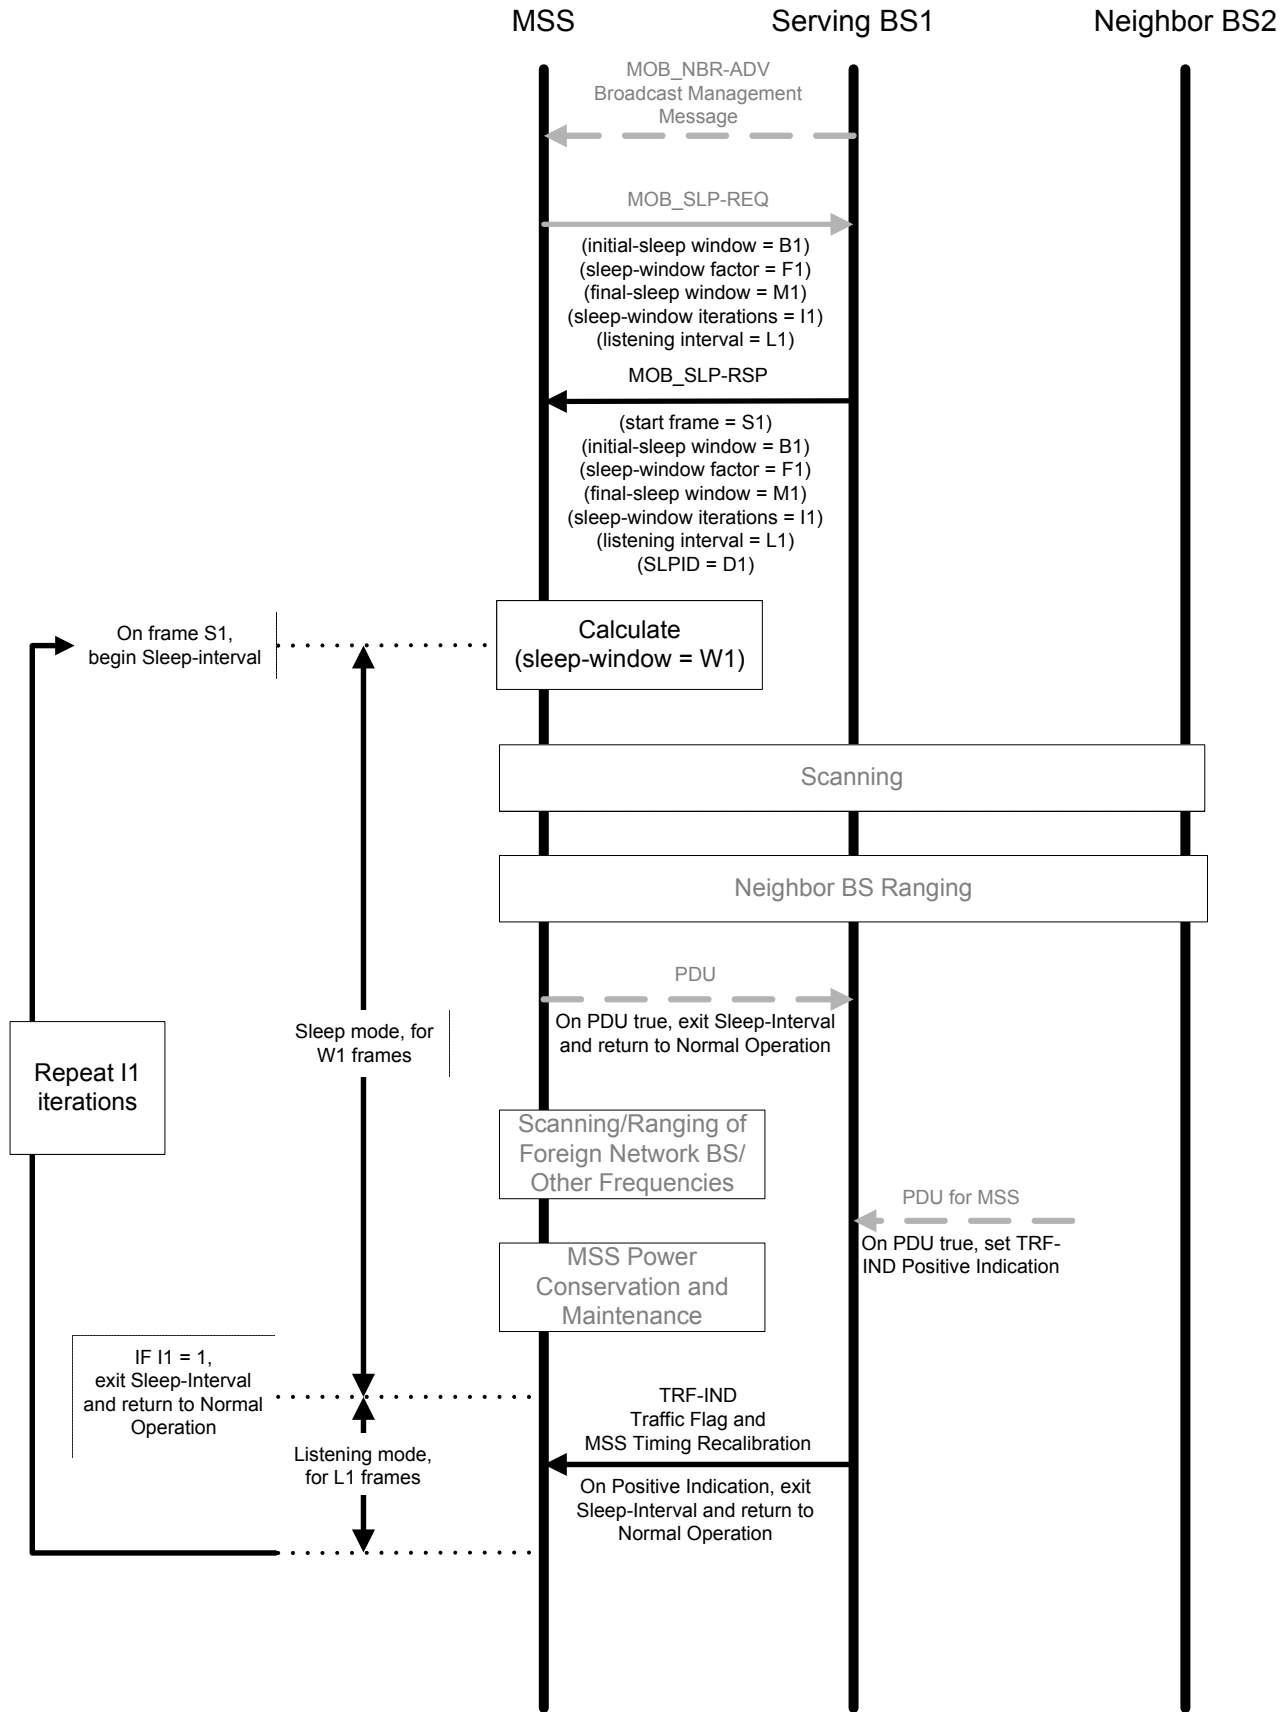 MSS
Serving BS1
Neighbor BS2
MOB_NBR-ADV
Broadcast Management
Message
MOB_SLP-REQ
(initial-sleep window = B1)
(sleep-window factor = F1)
(final-sleep window = M1)
(sleep-window iterations = I1)
(listening interval = L1)
MOB_SLP-RSP
(start frame = S1)
(initial-sleep window = B1)
(sleep-window factor = F1)
(final-sleep window = M1)
(sleep-window iterations = I1)
(listening interval = L1)
(SLPID = D1)
On frame S1,
begin Sleep-interval
Calculate
(sleep-window = W1)
Scanning
Neighbor BS Ranging
PDU
On PDU true, exit Sleep-Interval
and return to Normal Operation
Sleep mode, for
W1 frames
Repeat I1
iterations
Scanning/Ranging of
Foreign Network BS/
Other Frequencies
PDU for MSS
On PDU true, set TRF-
IND Positive Indication
MSS Power
Conservation and
Maintenance
IF I1 = 1,
exit Sleep-Interval
and return to Normal
Operation
TRF-IND
Traffic Flag and
MSS Timing Recalibration
Listening mode,
for L1 frames
On Positive Indication, exit
Sleep-Interval and return to
Normal Operation